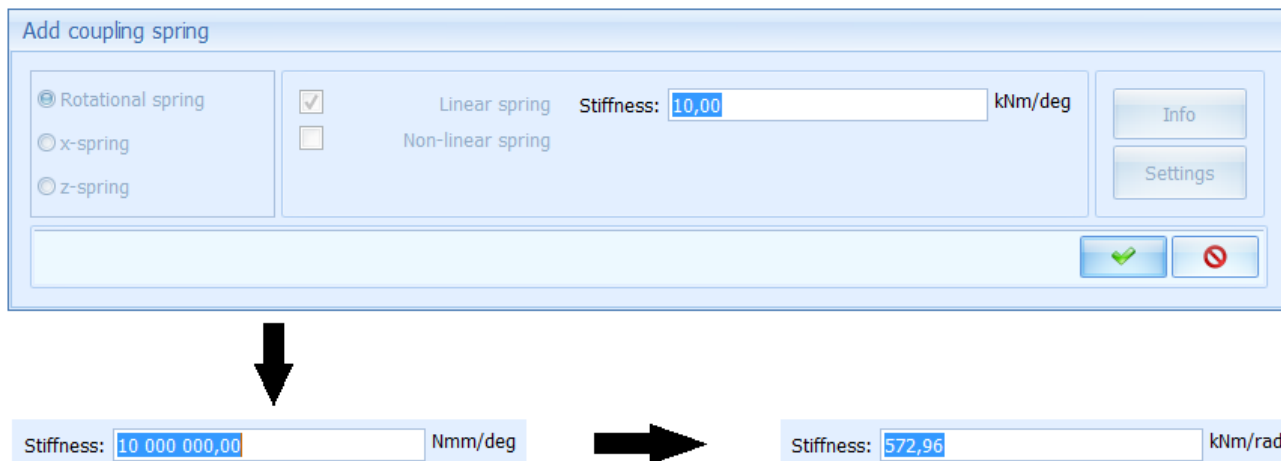 Add coupling spring
Rotational spring
x-spring
z-spring
Linear spring Stiffness: 10,00 kNm/deg
Non-linear spring
Info
Settings
Stiffness: 10 000 000,00 Nmm/deg
Stiffness: 572,96 kNm/rad